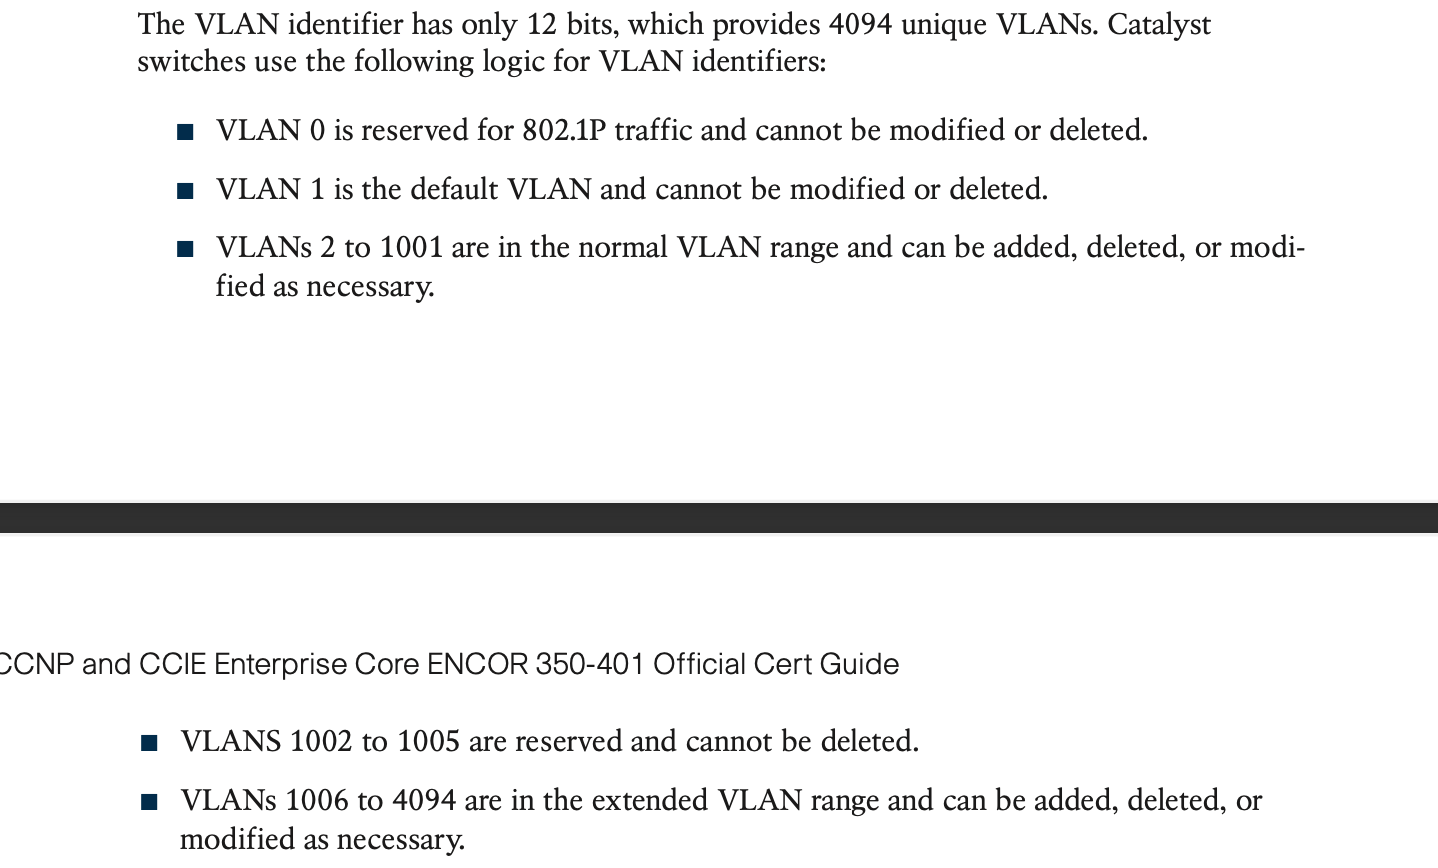 The VLAN identifier has only 12 bits, which provides 4094 unique VLANs. Catalyst
switches use the following logic for VLAN identifiers:
■ VLAN 0 is reserved for 802.1P traffic and cannot be modified or deleted.
■ VLAN 1 is the default VLAN and cannot be modified or deleted.
■ VLANs 2 to 1001 are in the normal VLAN range and can be added, deleted, or modi-
fied as necessary.
CCNP and CCIE Enterprise Core ENCOR 350-401 Official Cert Guide
■ VLANS 1002 to 1005 are reserved and cannot be deleted.
■ VLANs 1006 to 4094 are in the extended VLAN range and can be added, deleted, or
modified as necessary.